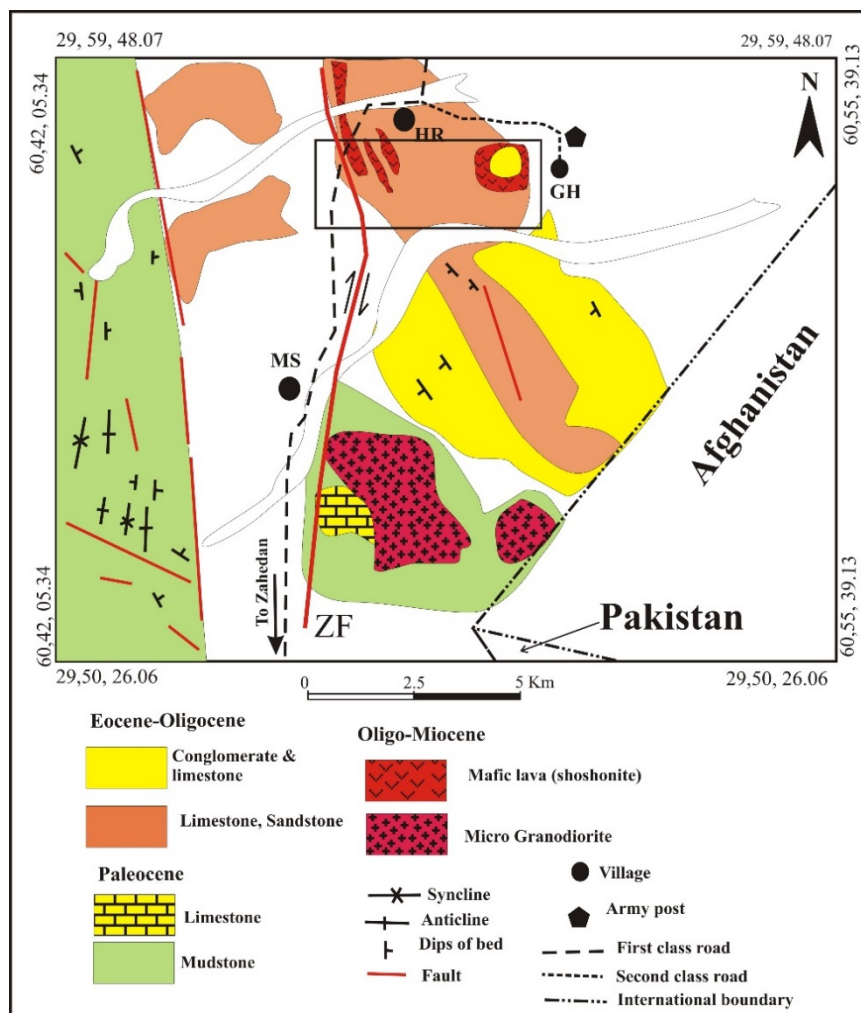 29, 59, 48.07
29, 59, 48.07
60,42, 05.34
60,55, 39.13
N
HR
GH
MS
Afghanistan
To Zahedan
ZF
Pakistan
60,42, 05.34
60,55, 39.13
29,50, 26.06
29,50, 26.06
0 2.5 5 Km
Eocene-Oligocene
Conglomerate &
limestone
Limestone, Sandstone
Paleocene
Limestone
Mudstone
Oligo-Miocene
Mafic lava (shoshonite)
Micro Granodiorite
Syncline
Anticline
Dips of bed
Fault
Village
Army post
First class road
Second class road
International boundary